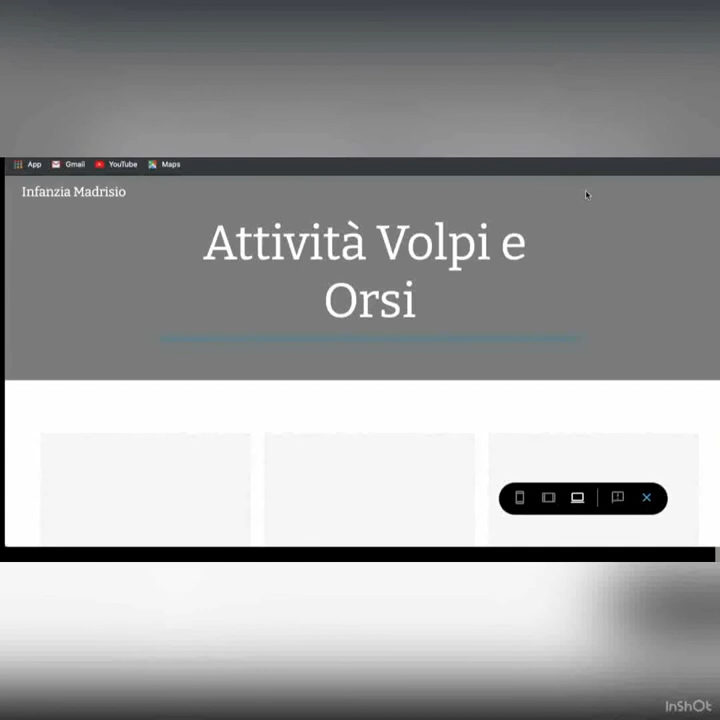 App Gmail YouTube Maps
Infanzia Madrisio
Attività Volpi e
Orsi
InShOt